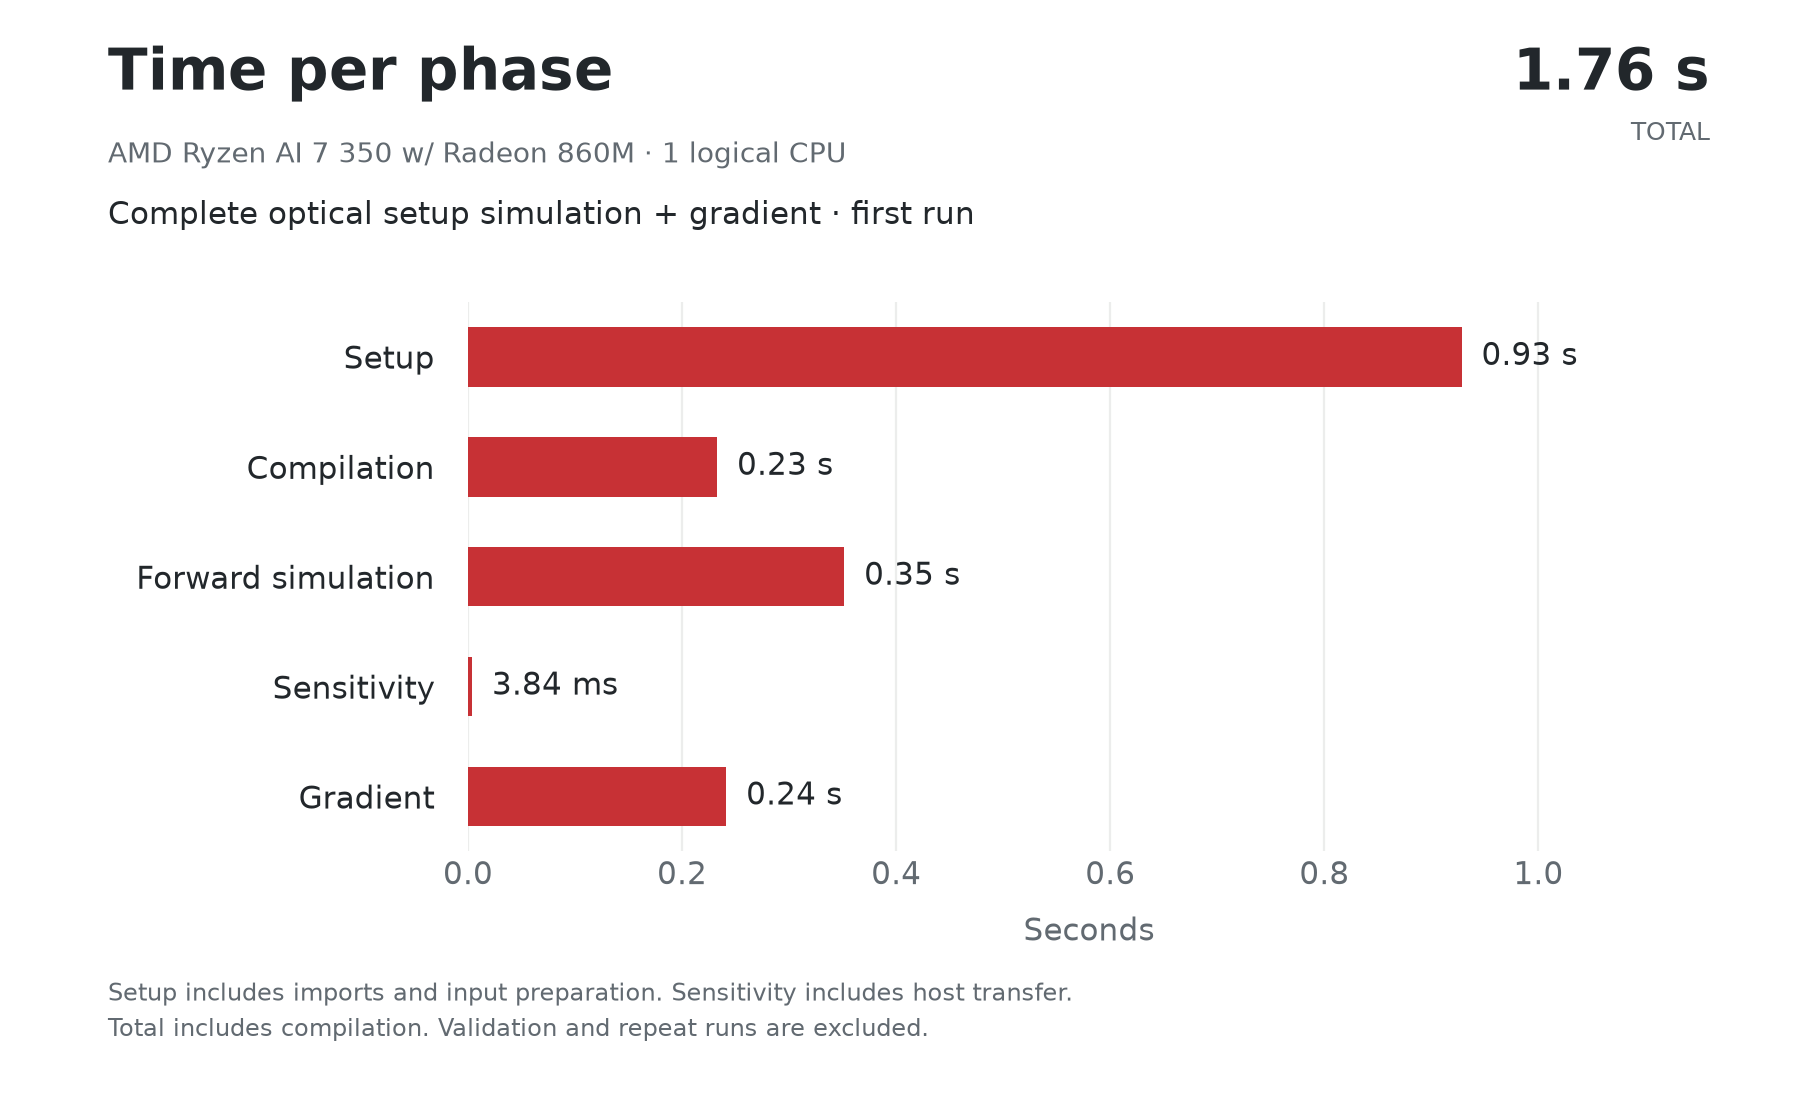 Time per phase
1.76 s
TOTAL
AMD Ryzen AI 7 350 w/ Radeon 860M · 1 logical CPU
Complete optical setup simulation + gradient · first run
Setup
0.93 s
Compilation
0.23 s
Forward simulation
0.35 s
Sensitivity
3.84 ms
Gradient
0.24 s
0.0 0.2 0.4 0.6 0.8 1.0
Seconds
Setup includes imports and input preparation. Sensitivity includes host transfer.
Total includes compilation. Validation and repeat runs are excluded.